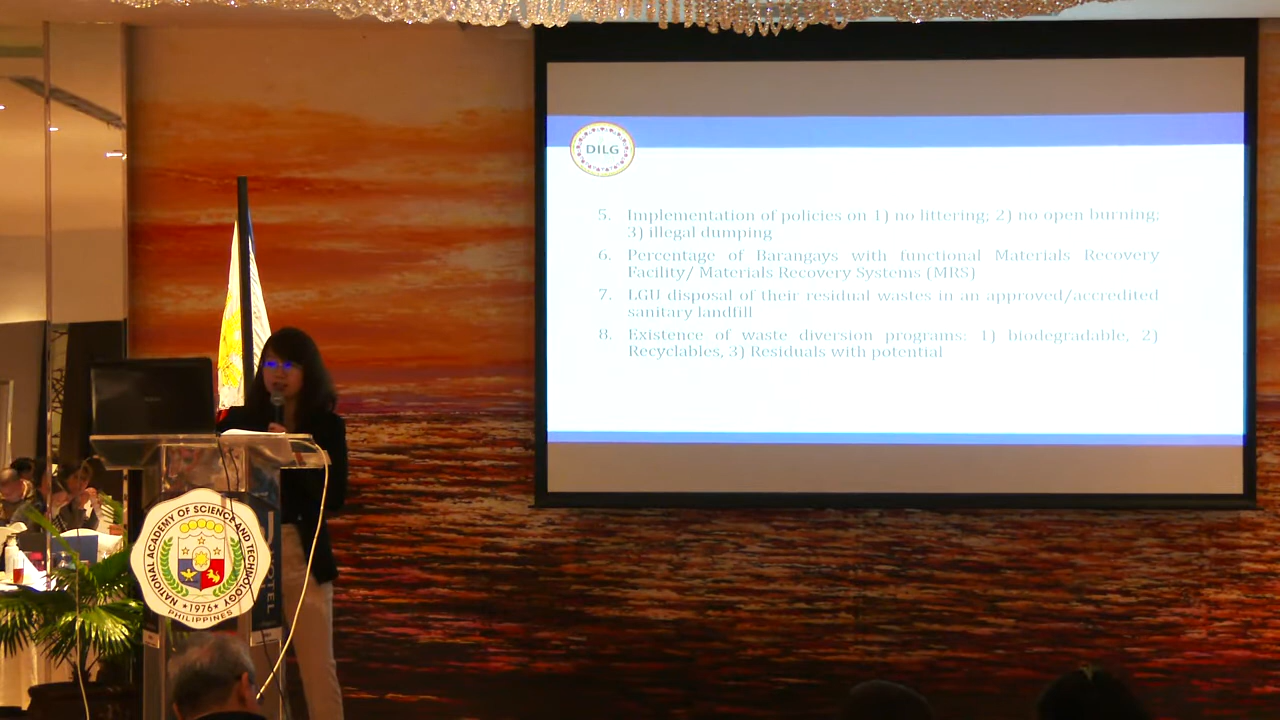 DILG
5. Implementation of policies on 1) no littering; 2) no open burning;
3) illegal dumping
6. Percentage of Barangays with functional Materials Recovery
Facility/ Materials Recovery Systems (MRS)
7. LGU disposal of their residual wastes in an approved/accredited
sanitary landfill
8. Existence of waste diversion programs: 1) biodegradable, 2)
Recyclables, 3) Residuals with potential
NATIONAL ACADEMY OF SCIENCE AND TECHNOLOGY
★1976★
PHILIPPINES